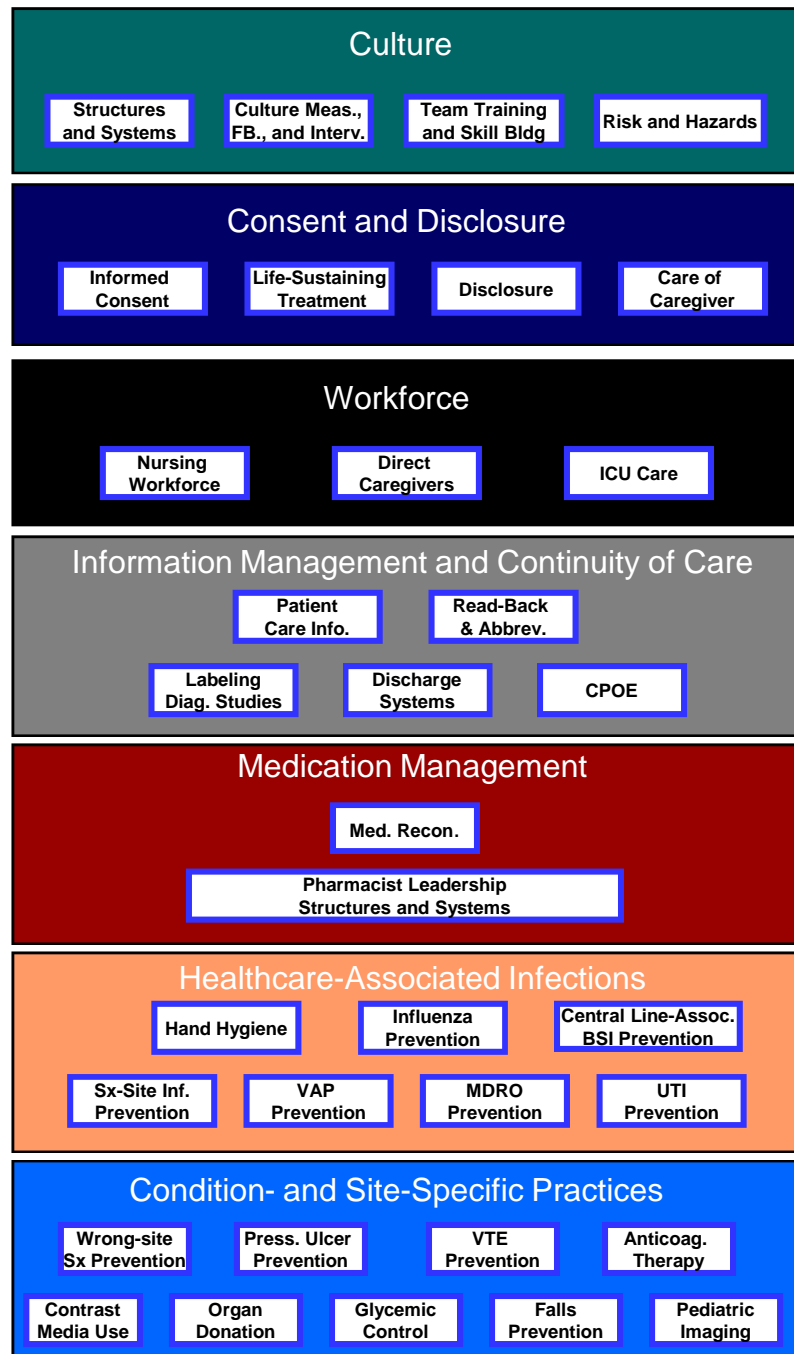 Culture
Structures
and Systems
Culture Meas.,
FB., and Interv.
Team Training
and Skill Bldg
Risk and Hazards
Consent and Disclosure
Informed
Consent
Life-Sustaining
Treatment
Disclosure
Care of
Caregiver
Workforce
Nursing
Workforce
Direct
Caregivers
ICU Care
Information Management and Continuity of Care
Patient
Care Info.
Read-Back
& Abbrev.
Labeling
Diag. Studies
Discharge
Systems
CPOE
Medication Management
Med. Recon.
Pharmacist Leadership
Structures and Systems
Healthcare-Associated Infections
Hand Hygiene
Influenza
Prevention
Central Line-Assoc.
BSI Prevention
Sx-Site Inf.
Prevention
VAP
Prevention
MDRO
Prevention
UTI
Prevention
Condition- and Site-Specific Practices
Wrong-site
Sx Prevention
Press. Ulcer
Prevention
VTE
Prevention
Anticoag.
Therapy
Contrast
Media Use
Organ
Donation
Glycemic
Control
Falls
Prevention
Pediatric
Imaging